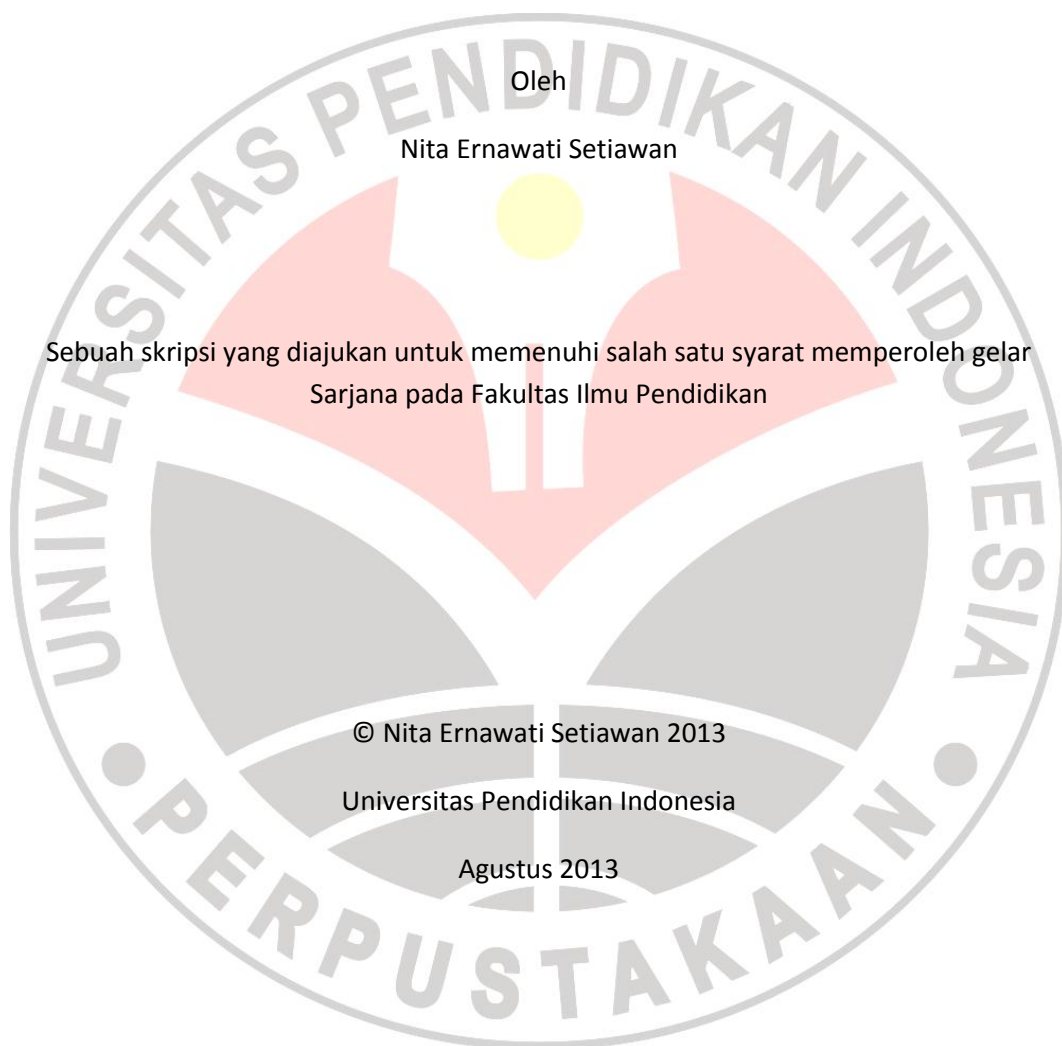 Oleh
Nita Ernawati Setiawan
Sebuah skripsi yang diajukan untuk memenuhi salah satu syarat memperoleh gelar
Sarjana pada Fakultas Ilmu Pendidikan
© Nita Ernawati Setiawan 2013
Universitas Pendidikan Indonesia
Agustus 2013
UNIVERSITAS PENDIDIKAN INDONESIA
PERPUSTAKAAN